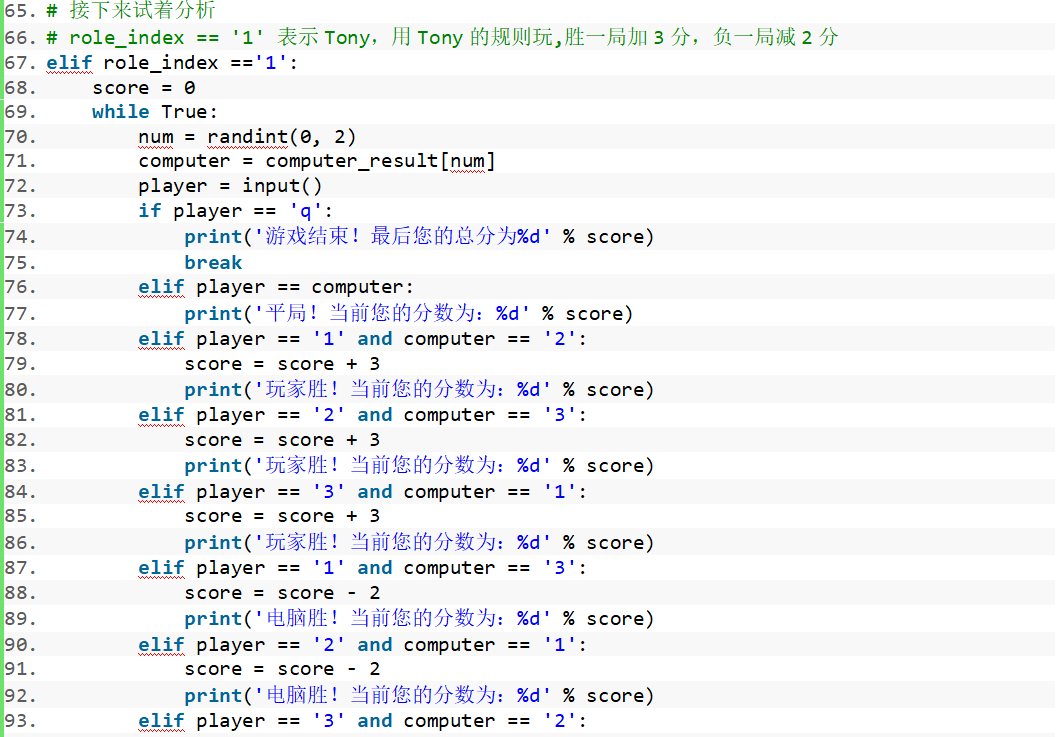 65. # 接下来试着分析
66. # role_index == '1' 表示 Tony，用 Tony 的规则玩,胜一局加 3 分，负一局减 2 分
67. elif role_index =='1':
68.     score = 0
69.     while True:
70.         num = randint(0, 2)
71.         computer = computer_result[num]
72.         player = input()
73.         if player == 'q':
74.             print('游戏结束！最后您的总分为%d' % score)
75.             break
76.         elif player == computer:
77.             print('平局！当前您的分数为：%d' % score)
78.         elif player == '1' and computer == '2':
79.             score = score + 3
80.             print('玩家胜！当前您的分数为：%d' % score)
81.         elif player == '2' and computer == '3':
82.             score = score + 3
83.             print('玩家胜！当前您的分数为：%d' % score)
84.         elif player == '3' and computer == '1':
85.             score = score + 3
86.             print('玩家胜！当前您的分数为：%d' % score)
87.         elif player == '1' and computer == '3':
88.             score = score - 2
89.             print('电脑胜！当前您的分数为：%d' % score)
90.         elif player == '2' and computer == '1':
91.             score = score - 2
92.             print('电脑胜！当前您的分数为：%d' % score)
93.         elif player == '3' and computer == '2':